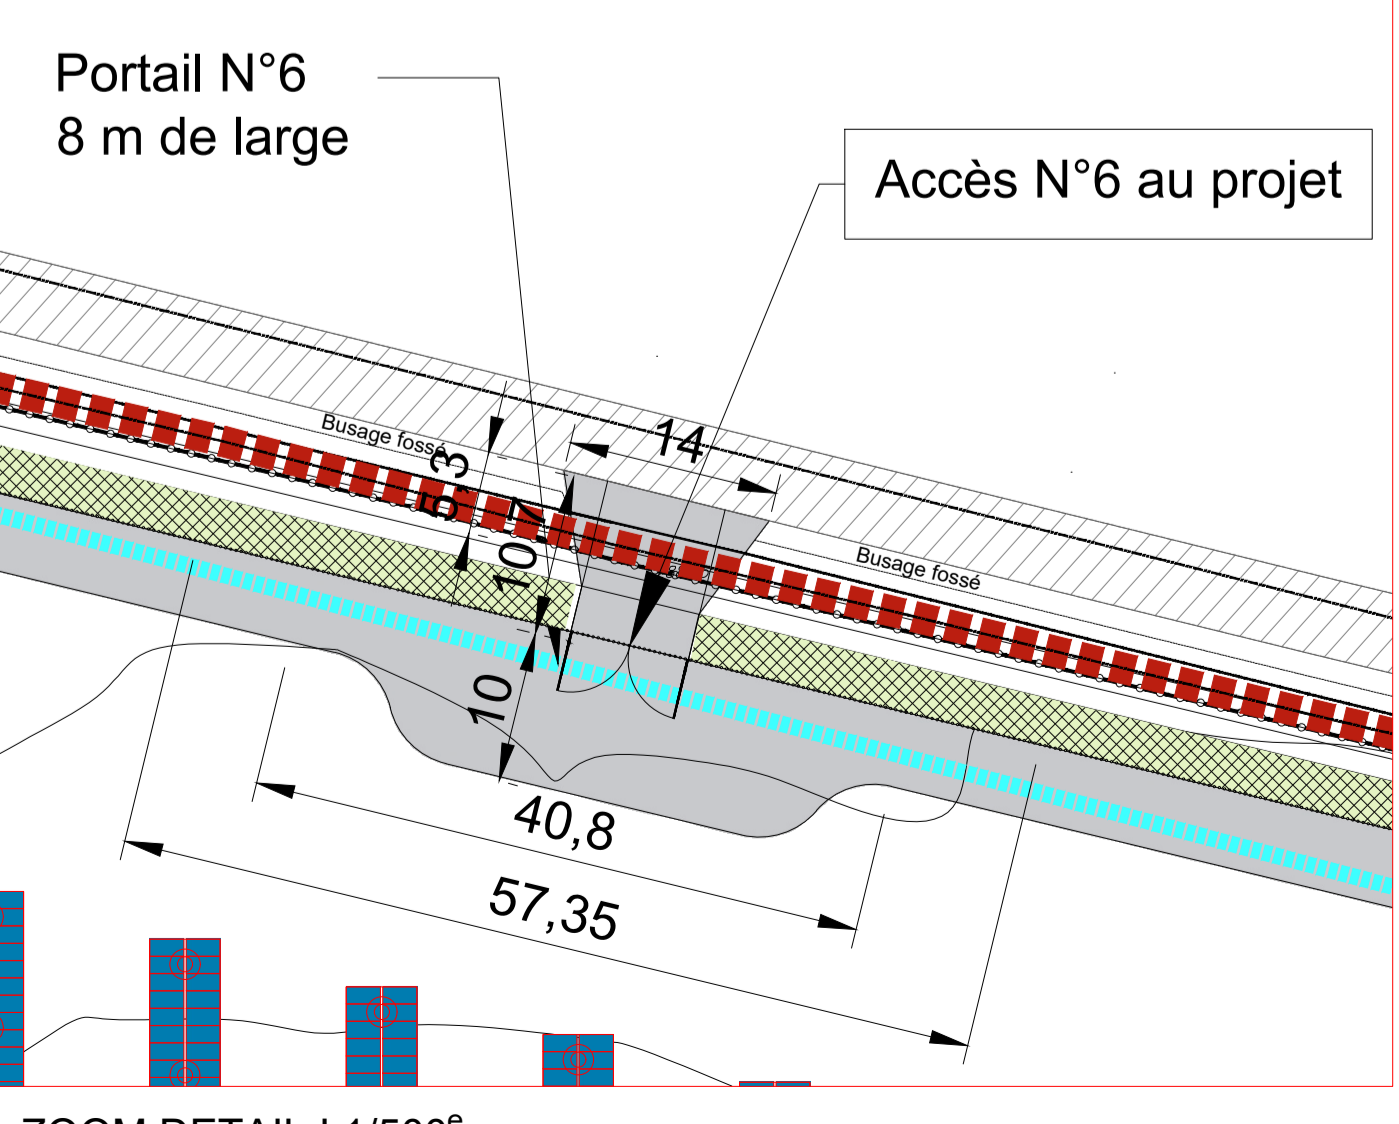 Portail N°6
8 m de large
Accès N°6 au projet
Busage fossé
14
5,3
10,7
Busage fossé
10
40,8
57,35